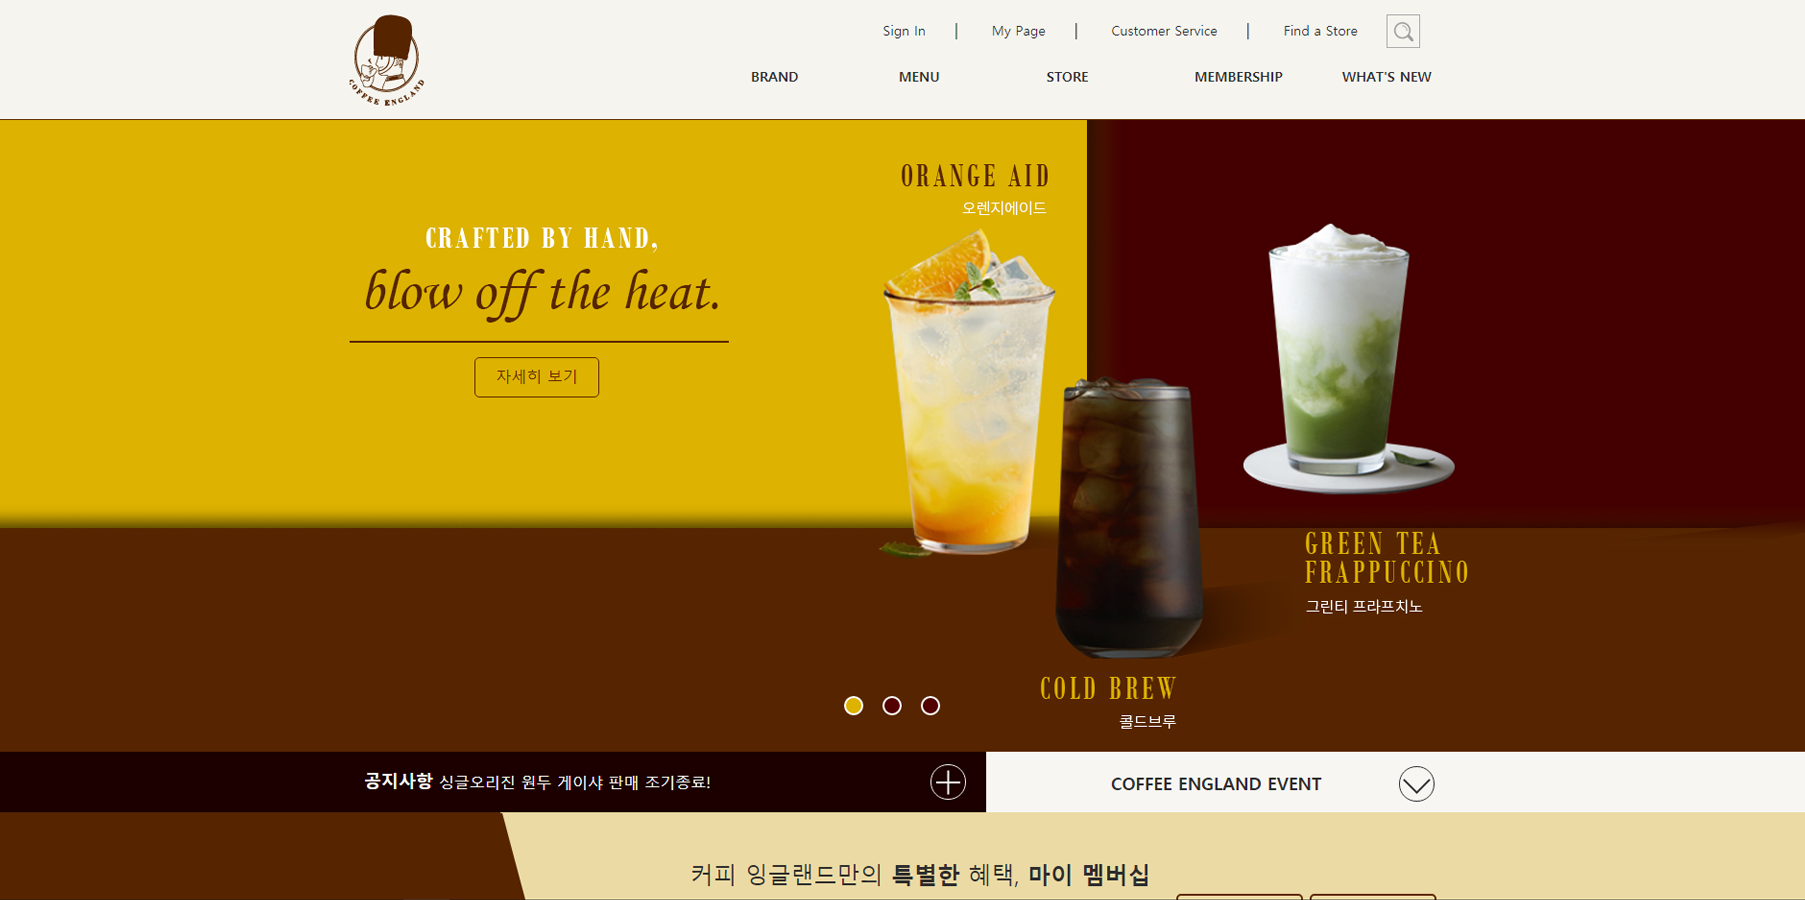 COFFEE ENGLAND
Sign In | My Page | Customer Service | Find a Store
BRAND MENU STORE MEMBERSHIP WHAT'S NEW
ORANGE AID
오렌지에이드
CRAFTED BY HAND,
blow off the heat.
자세히 보기
GREEN TEA
FRAPPUCCINO
그린티 프라프치노
COLD BREW
콜드브루
공지사항 싱글오리진 원두 게이샤 판매 조기종료!
COFFEE ENGLAND EVENT
커피 잉글랜드만의 특별한 혜택, 마이 멤버십